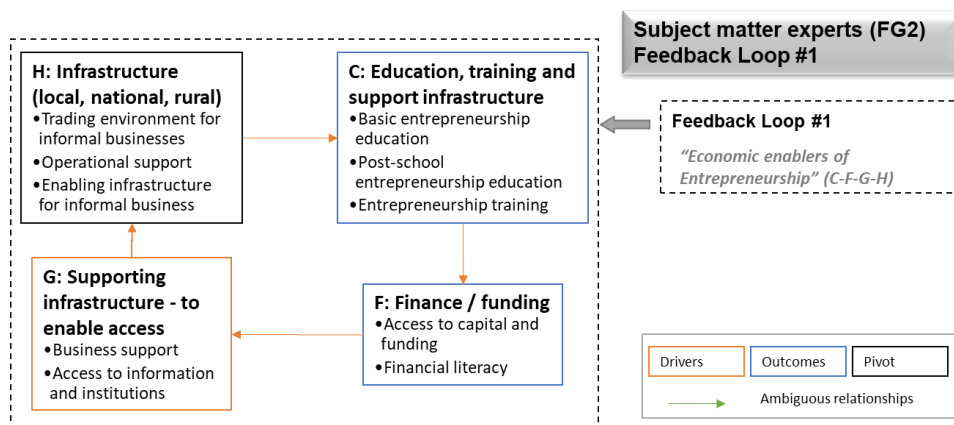 Subject matter experts (FG2)
Feedback Loop #1
H: Infrastructure
(local, national, rural)
•Trading environment for
informal businesses
•Operational support
•Enabling infrastructure
for informal business
C: Education, training and
support infrastructure
•Basic entrepreneurship
education
•Post-school
entrepreneurship education
•Entrepreneurship training
Feedback Loop #1
“Economic enablers of
Entrepreneurship” (C-F-G-H)
G: Supporting
infrastructure - to
enable access
•Business support
•Access to information
and institutions
F: Finance / funding
•Access to capital and
funding
•Financial literacy
Drivers
Outcomes
Pivot
Ambiguous relationships